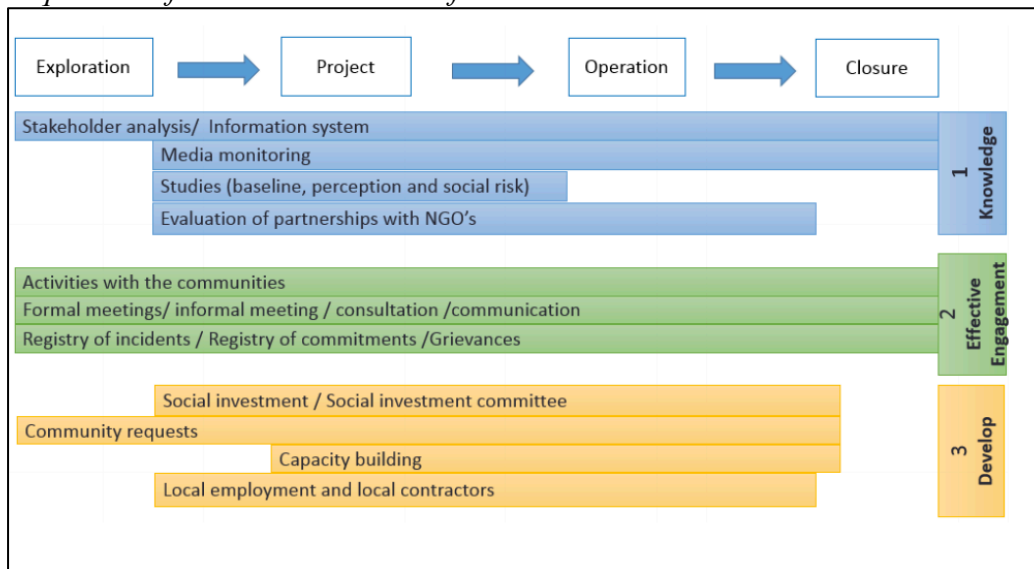 Exploration
Project
Operation
Closure
Stakeholder analysis/ Information system
Media monitoring
Studies (baseline, perception and social risk)
Evaluation of partnerships with NGO's
1
Knowledge
Activities with the communities
Formal meetings/ informal meeting / consultation /communication
Registry of incidents / Registry of commitments /Grievances
2
Effective
Engagement
Social investment / Social investment committee
Community requests
Capacity building
Local employment and local contractors
3
Develop